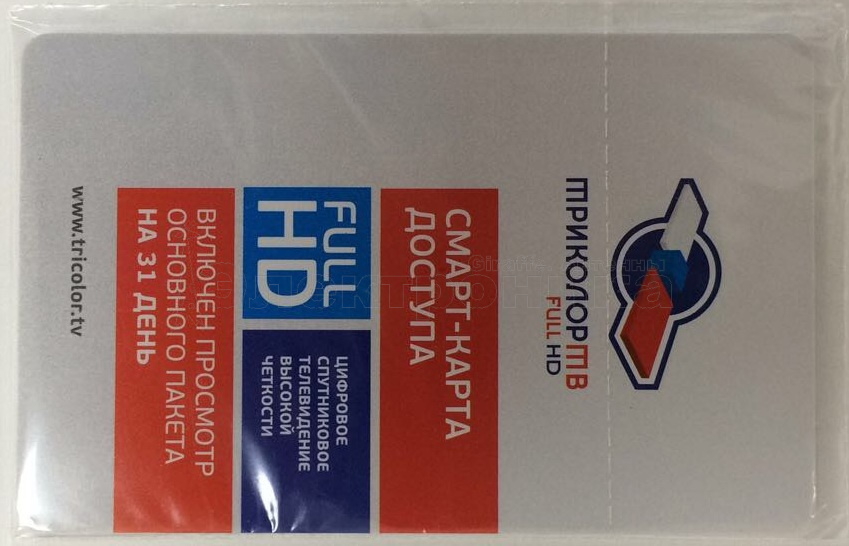 ТРИКОЛОР ТВ
FULL HD
СМАРТ-КАРТА
ДОСТУПА
FULL
HD
ЦИФРОВОЕ
СПУТНИКОВОЕ
ТЕЛЕВИДЕНИЕ
ВЫСОКОЙ
ЧЕТКОСТИ
ВКЛЮЧЕН ПРОСМОТР
ОСНОВНОГО ПАКЕТА
НА 31 ДЕНЬ
www.tricolor.tv